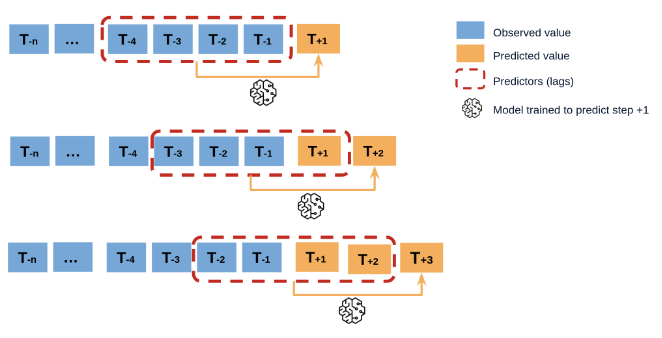 T-n ... T-4 T-3 T-2 T-1 T+1
Observed value
Predicted value
Predictors (lags)
Model trained to predict step +1
T-n ... T-4 T-3 T-2 T-1 T+1 T+2
T-n ... T-4 T-3 T-2 T-1 T+1 T+2 T+3